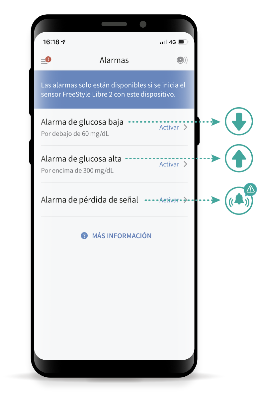 16:18
4G
Alarmas
Las alarmas solo están disponibles si se inicia el
sensor FreeStyle Libre 2 con este dispositivo.
Alarma de glucosa baja
Activar
Por debajo de 60 mg/dL
Alarma de glucosa alta
Activar
Por encima de 300 mg/dL
Alarma de pérdida de señal
Activar
MÁS INFORMACIÓN